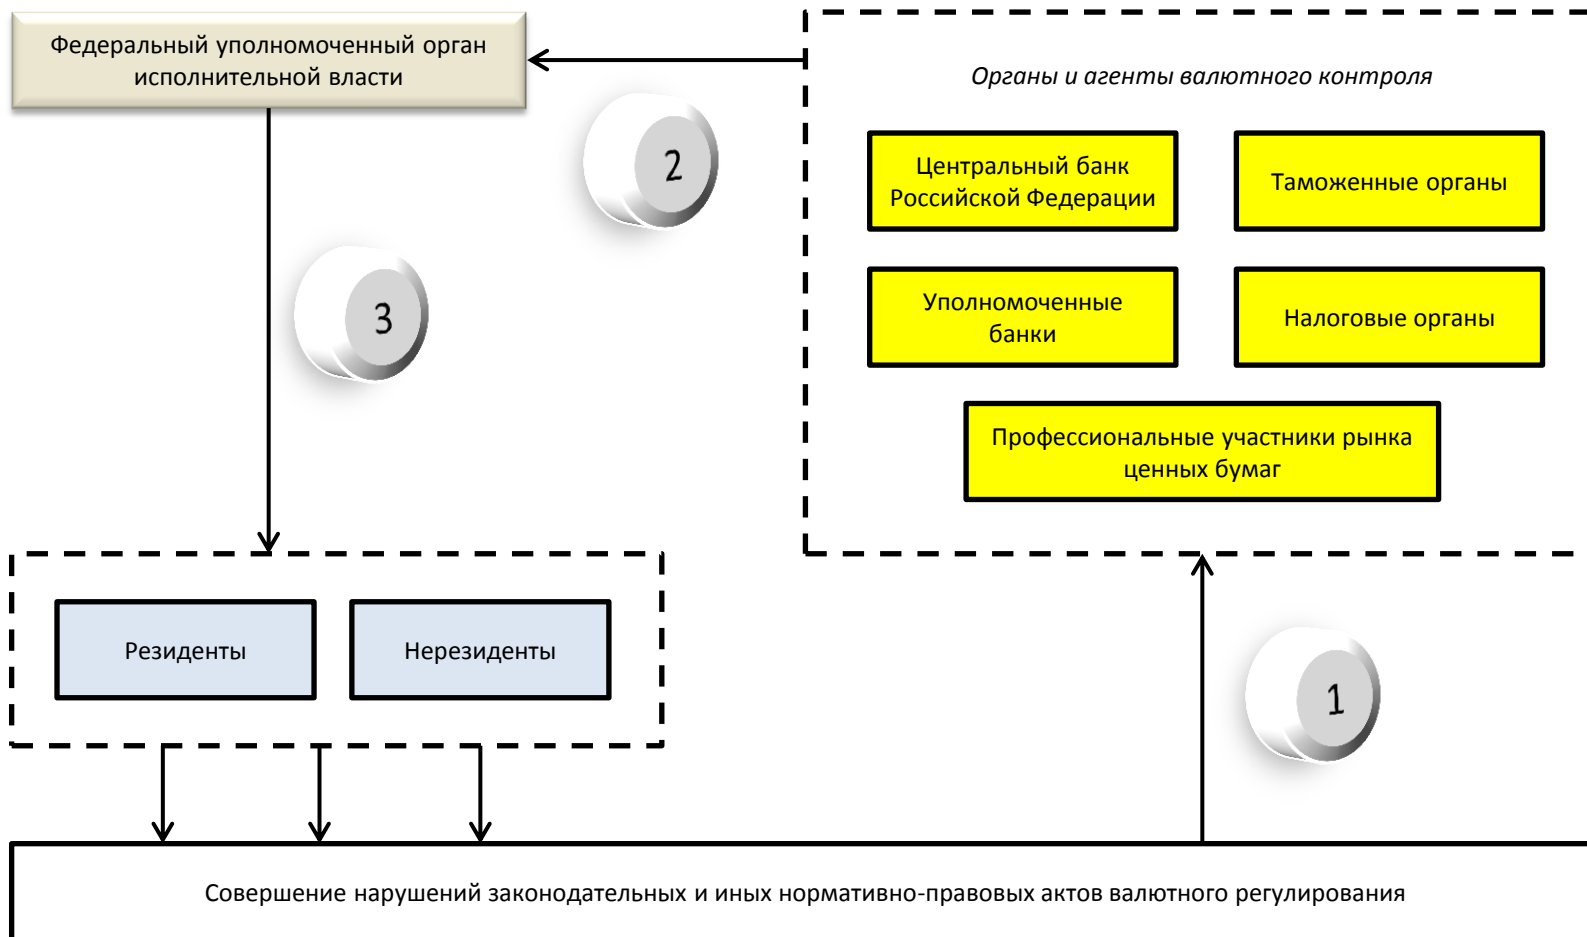 Федеральный уполномоченный орган
исполнительной власти
Органы и агенты валютного контроля
Центральный банк
Российской Федерации
Таможенные органы
2
Уполномоченные
банки
Налоговые органы
3
Профессиональные участники рынка
ценных бумаг
Резиденты
Нерезиденты
1
Совершение нарушений законодательных и иных нормативно-правовых актов валютного регулирования